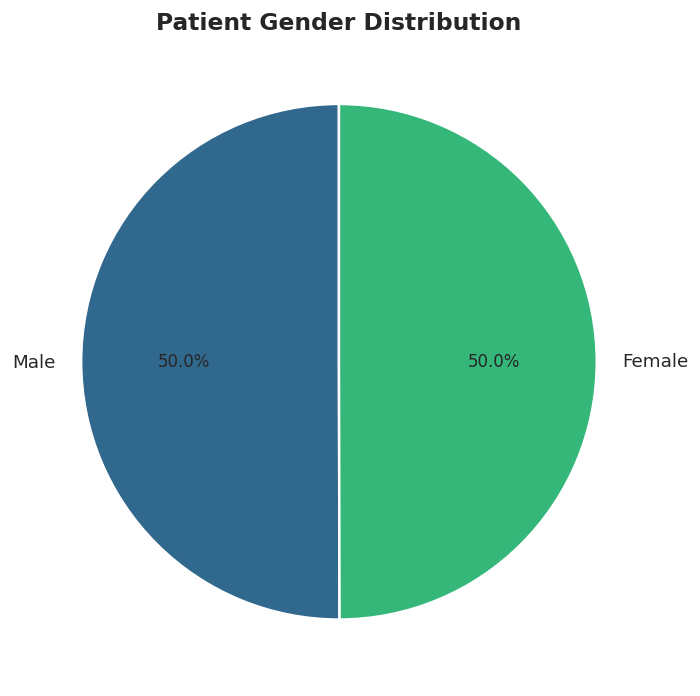 Patient Gender Distribution
Male
50.0%
50.0%
Female